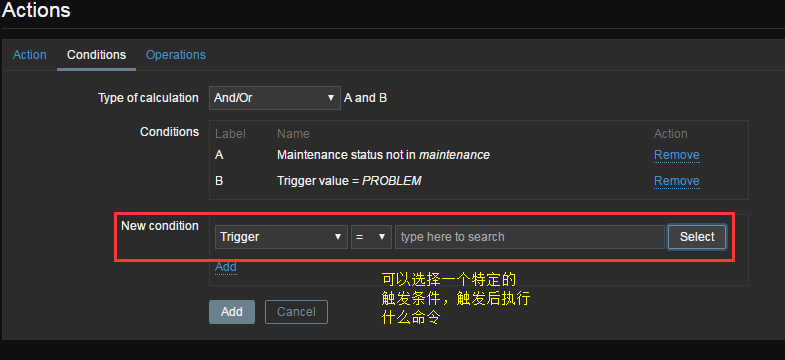 Actions
Action Conditions Operations
Type of calculation And/Or A and B
Conditions Label Name Action
A Maintenance status not in maintenance Remove
B Trigger value = PROBLEM Remove
New condition Trigger = type here to search Select
Add
可以选择一个特定的
触发条件，触发后执行
什么命令
Add Cancel